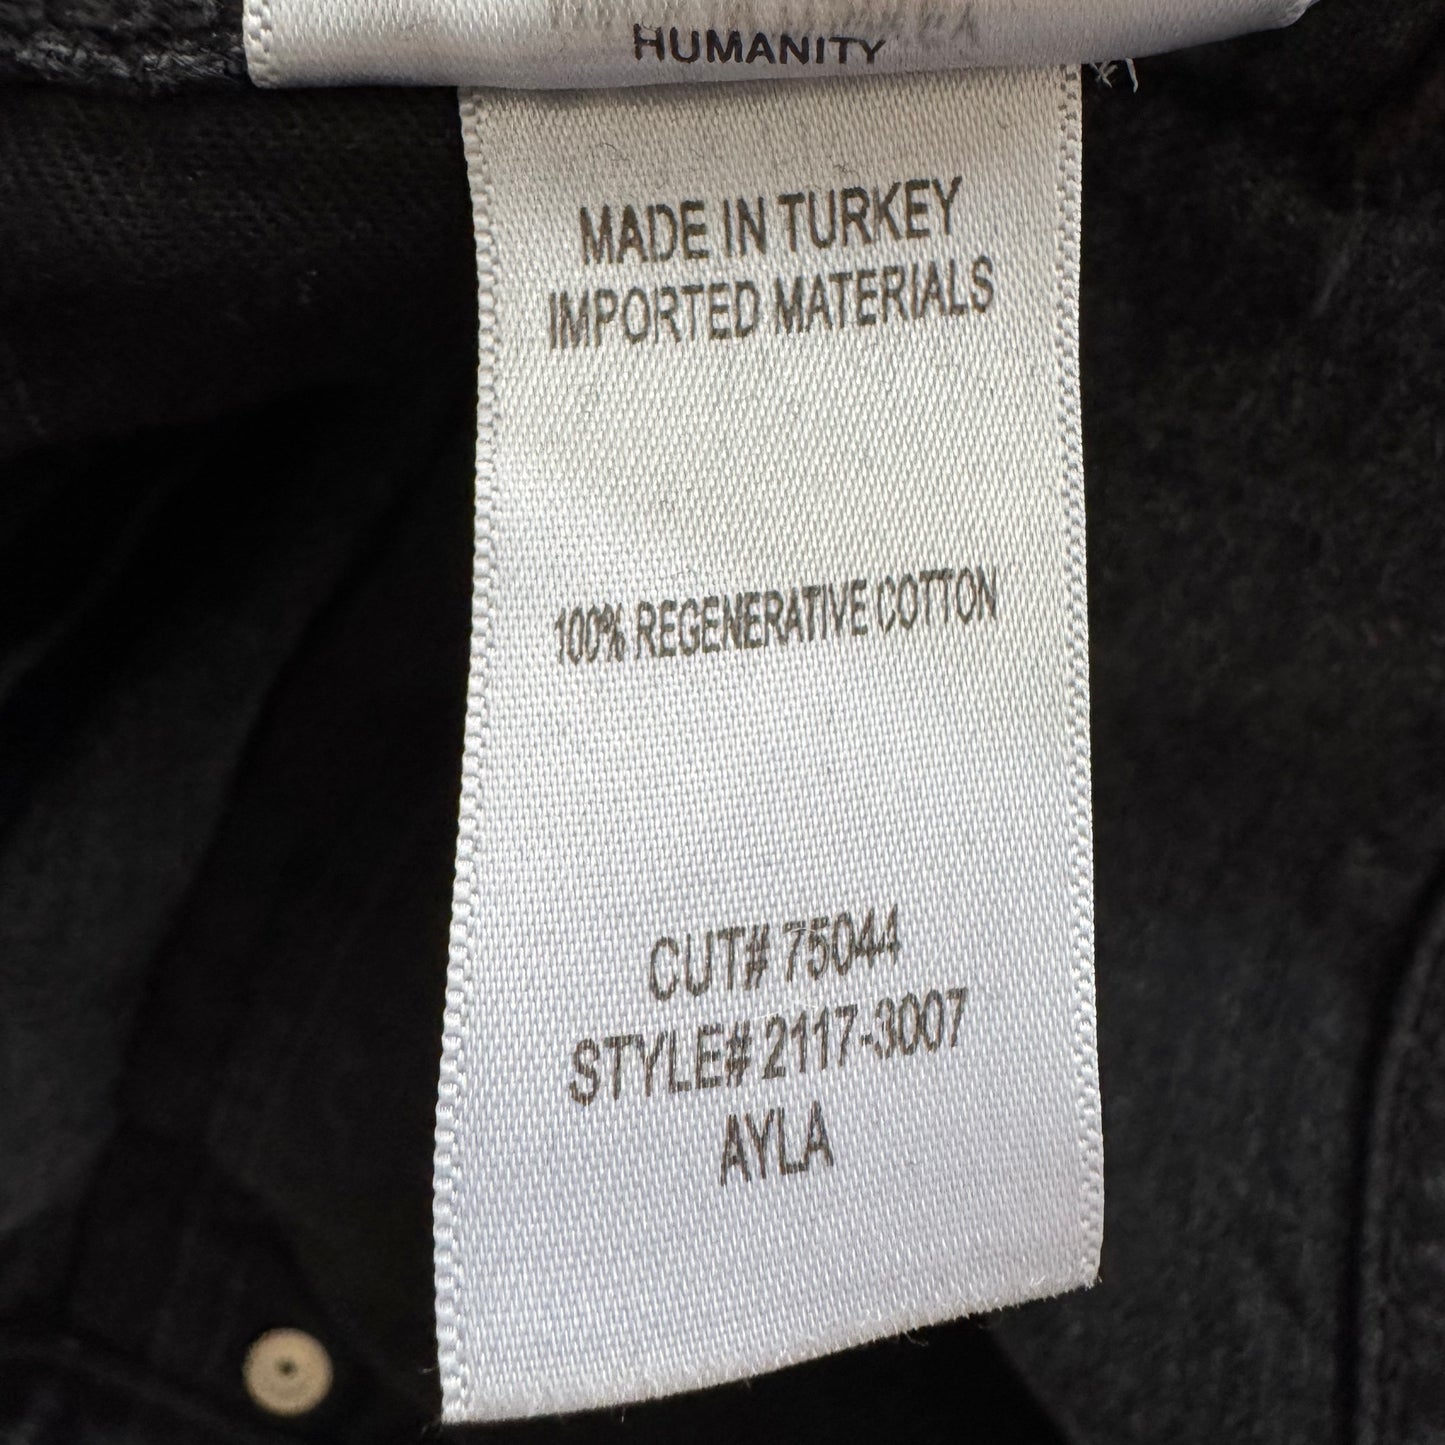 HUMANITY
MADE IN TURKEY
IMPORTED MATERIALS
100% REGENERATIVE COTTON
CUT# 75044
STYLE# 2117-3007
AYLA